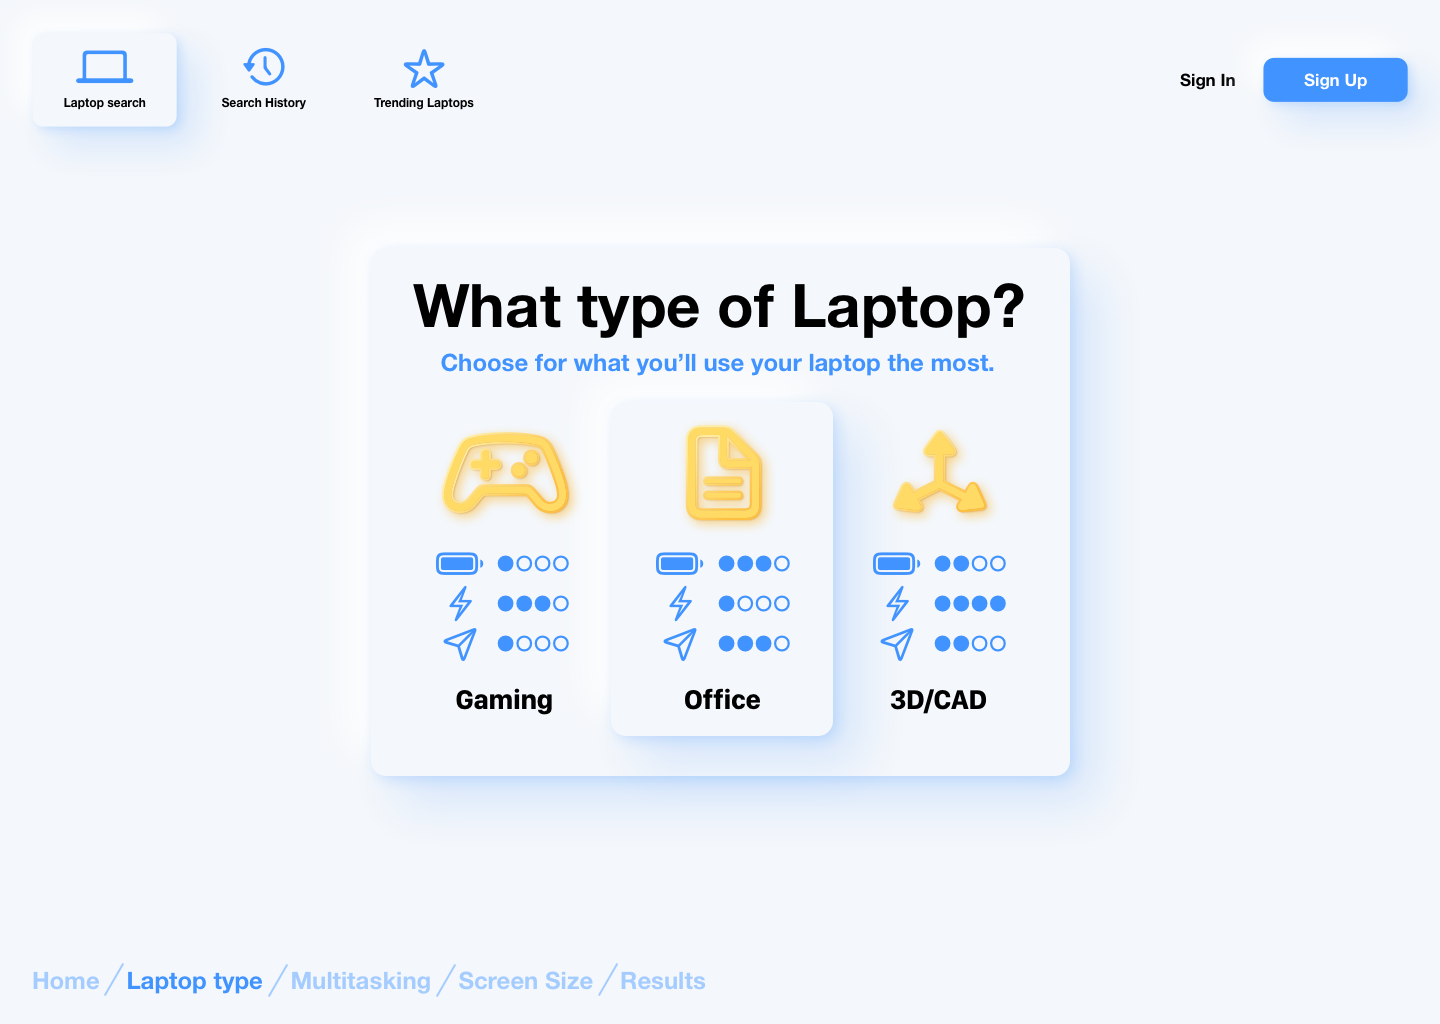 Laptop search
Search History
Trending Laptops
Sign In
Sign Up
What type of Laptop?
Choose for what you’ll use your laptop the most.
Gaming
Office
3D/CAD
Home / Laptop type / Multitasking / Screen Size / Results